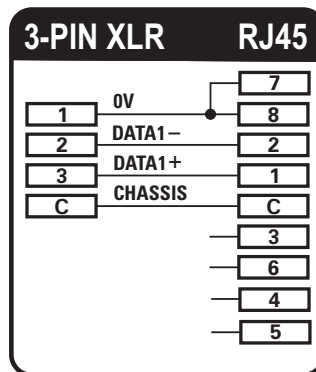 3-PIN XLR RJ45
7
1 0V 8
2 DATA1– 2
3 DATA1+ 1
C CHASSIS C
3
6
4
5